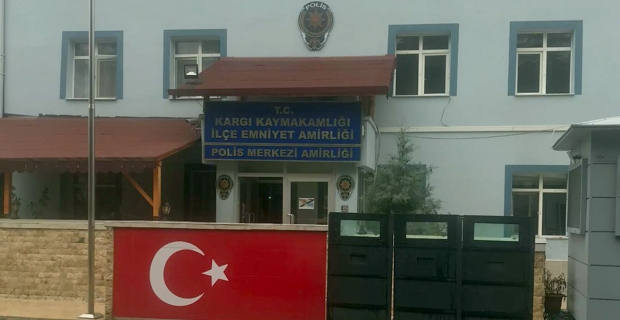 POLİS
T.C.
KARGI KAYMAKAMLIĞI
İLÇE EMNİYET AMİRLİĞİ
POLİS MERKEZİ AMİRLİĞİ